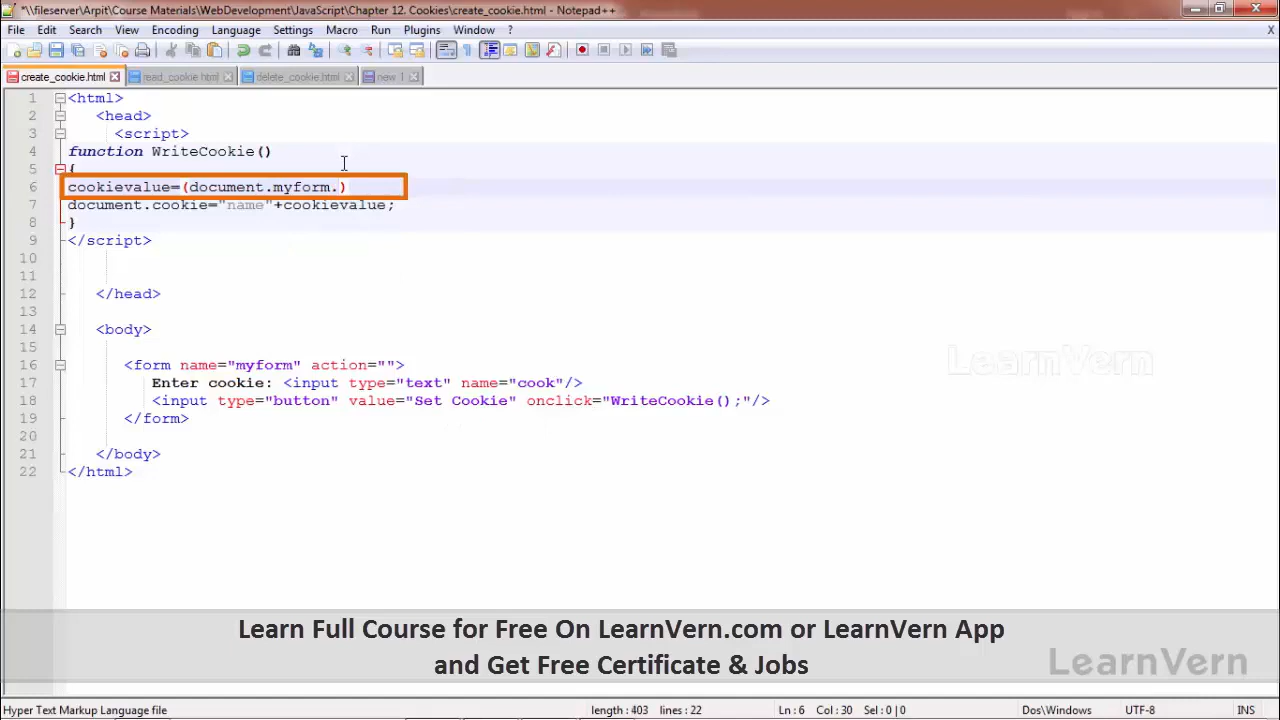 *\\fileserver\Arpit\Course Materials\WebDevelopment\JavaScript\Chapter 12. Cookies\create_cookie.html - Notepad++
File Edit Search View Encoding Language Settings Macro Run Plugins Window ? X
create_cookie.html read_cookie html delete_cookie.html new 1
1 <html>
2 <head>
3 <script>
4 function WriteCookie()
5 {
6 cookievalue=(document.myform.)
7 document.cookie="name"+cookievalue;
8 }
9 </script>
10
11
12 </head>
13
14 <body>
15
16 <form name="myform" action="">
17 Enter cookie: <input type="text" name="cook"/>
18 <input type="button" value="Set Cookie" onclick="WriteCookie();"/>
19 </form>
20
21 </body>
22 </html>
LearnVern
Learn Full Course for Free On LearnVern.com or LearnVern App
and Get Free Certificate & Jobs
LearnVern
Hyper Text Markup Language file length : 403 lines : 22 Ln : 6 Col : 30 Sel : 0 | 0 Dos\Windows UTF-8 INS